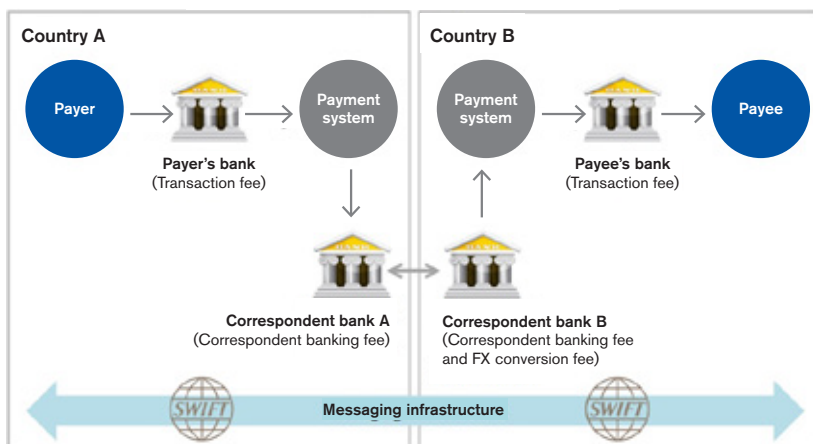 Country A
Payer
Payer's bank
(Transaction fee)
Payment
system
Correspondent bank A
(Correspondent banking fee)
Country B
Payment
system
Payee's bank
(Transaction fee)
Payee
Correspondent bank B
(Correspondent banking fee
and FX conversion fee)
SWIFT
Messaging infrastructure
SWIFT